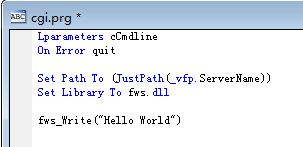 cgi.prg *
Lparameters cCmdline
On Error quit
Set Path To (JustPath(_vfp.ServerName))
Set Library To fws.dll
fws_Write("Hello World")